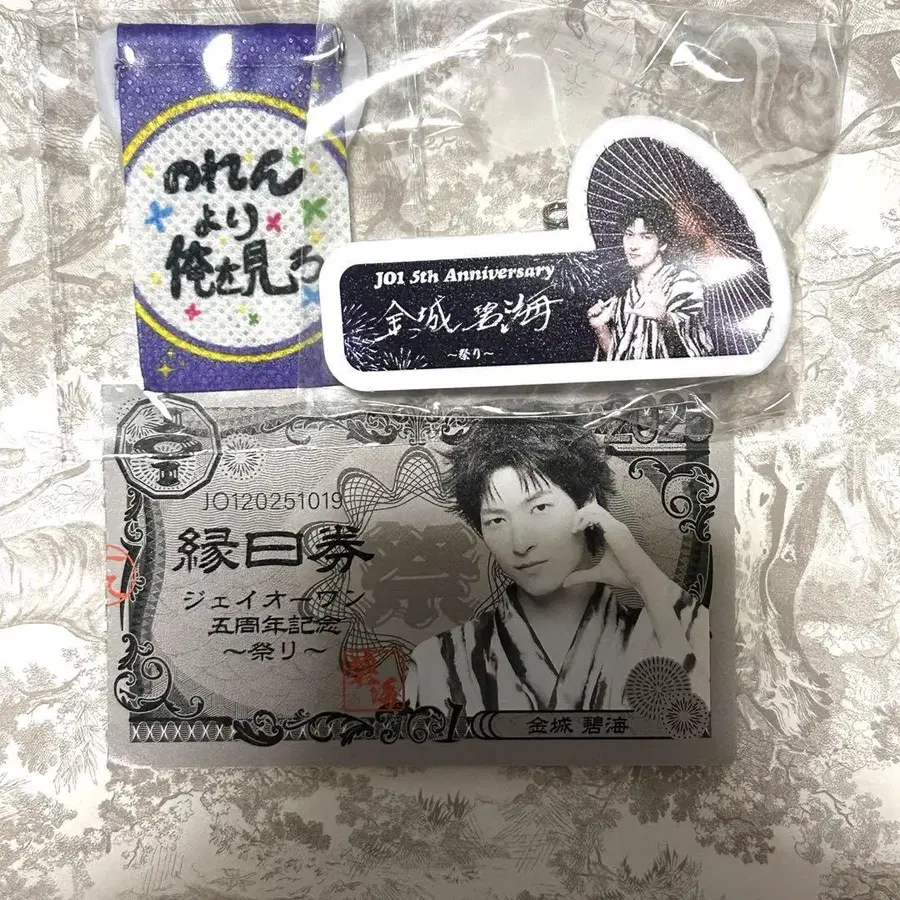 のれん
より
俺を見ろ
JO1 5th Anniversary
金城碧海
～祭り～
2025
JO120251019
縁日券
祭
ジェイオーワン
五周年記念
～祭り～
金城 碧海